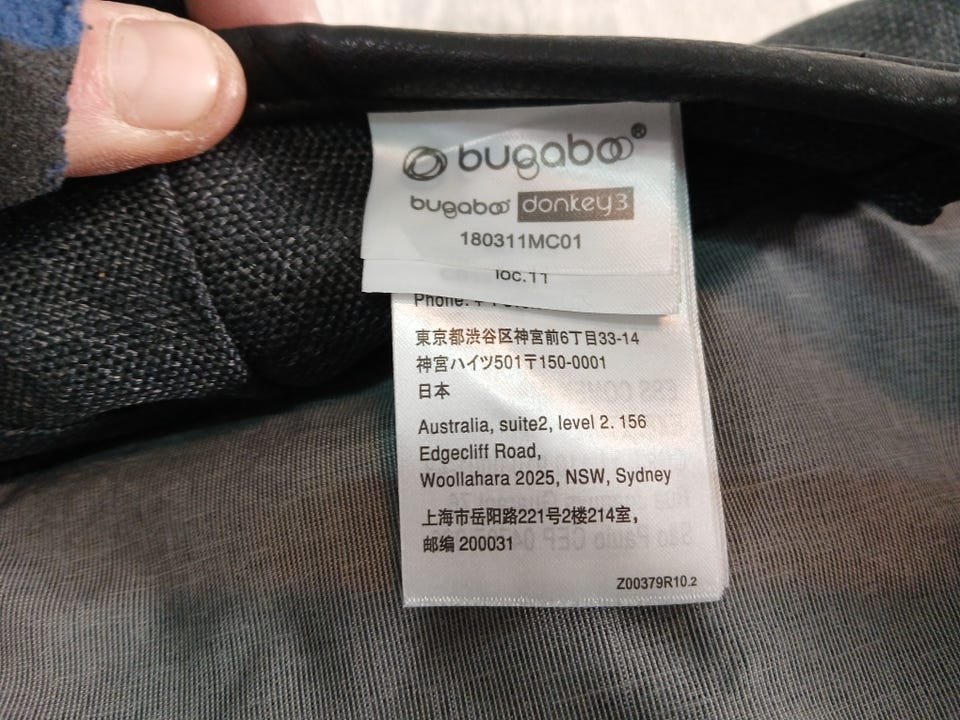 bugaboo®
bugaboo donkey3
180311MC01
loc.11
Phone: +
東京都渋谷区神宮前6丁目33-14
神宮ハイツ501〒150-0001
日本
Australia, suite2, level 2. 156
Edgecliff Road,
Woollahara 2025, NSW, Sydney
上海市岳阳路221号2楼214室,
邮编 200031
Z00379R10.2